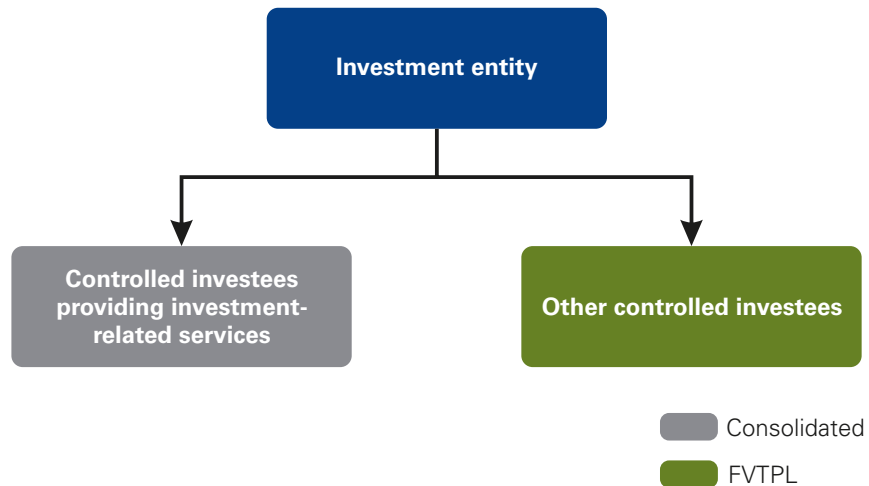 Investment entity
Controlled investees
providing investment-
related services
Other controlled investees
Consolidated
FVTPL